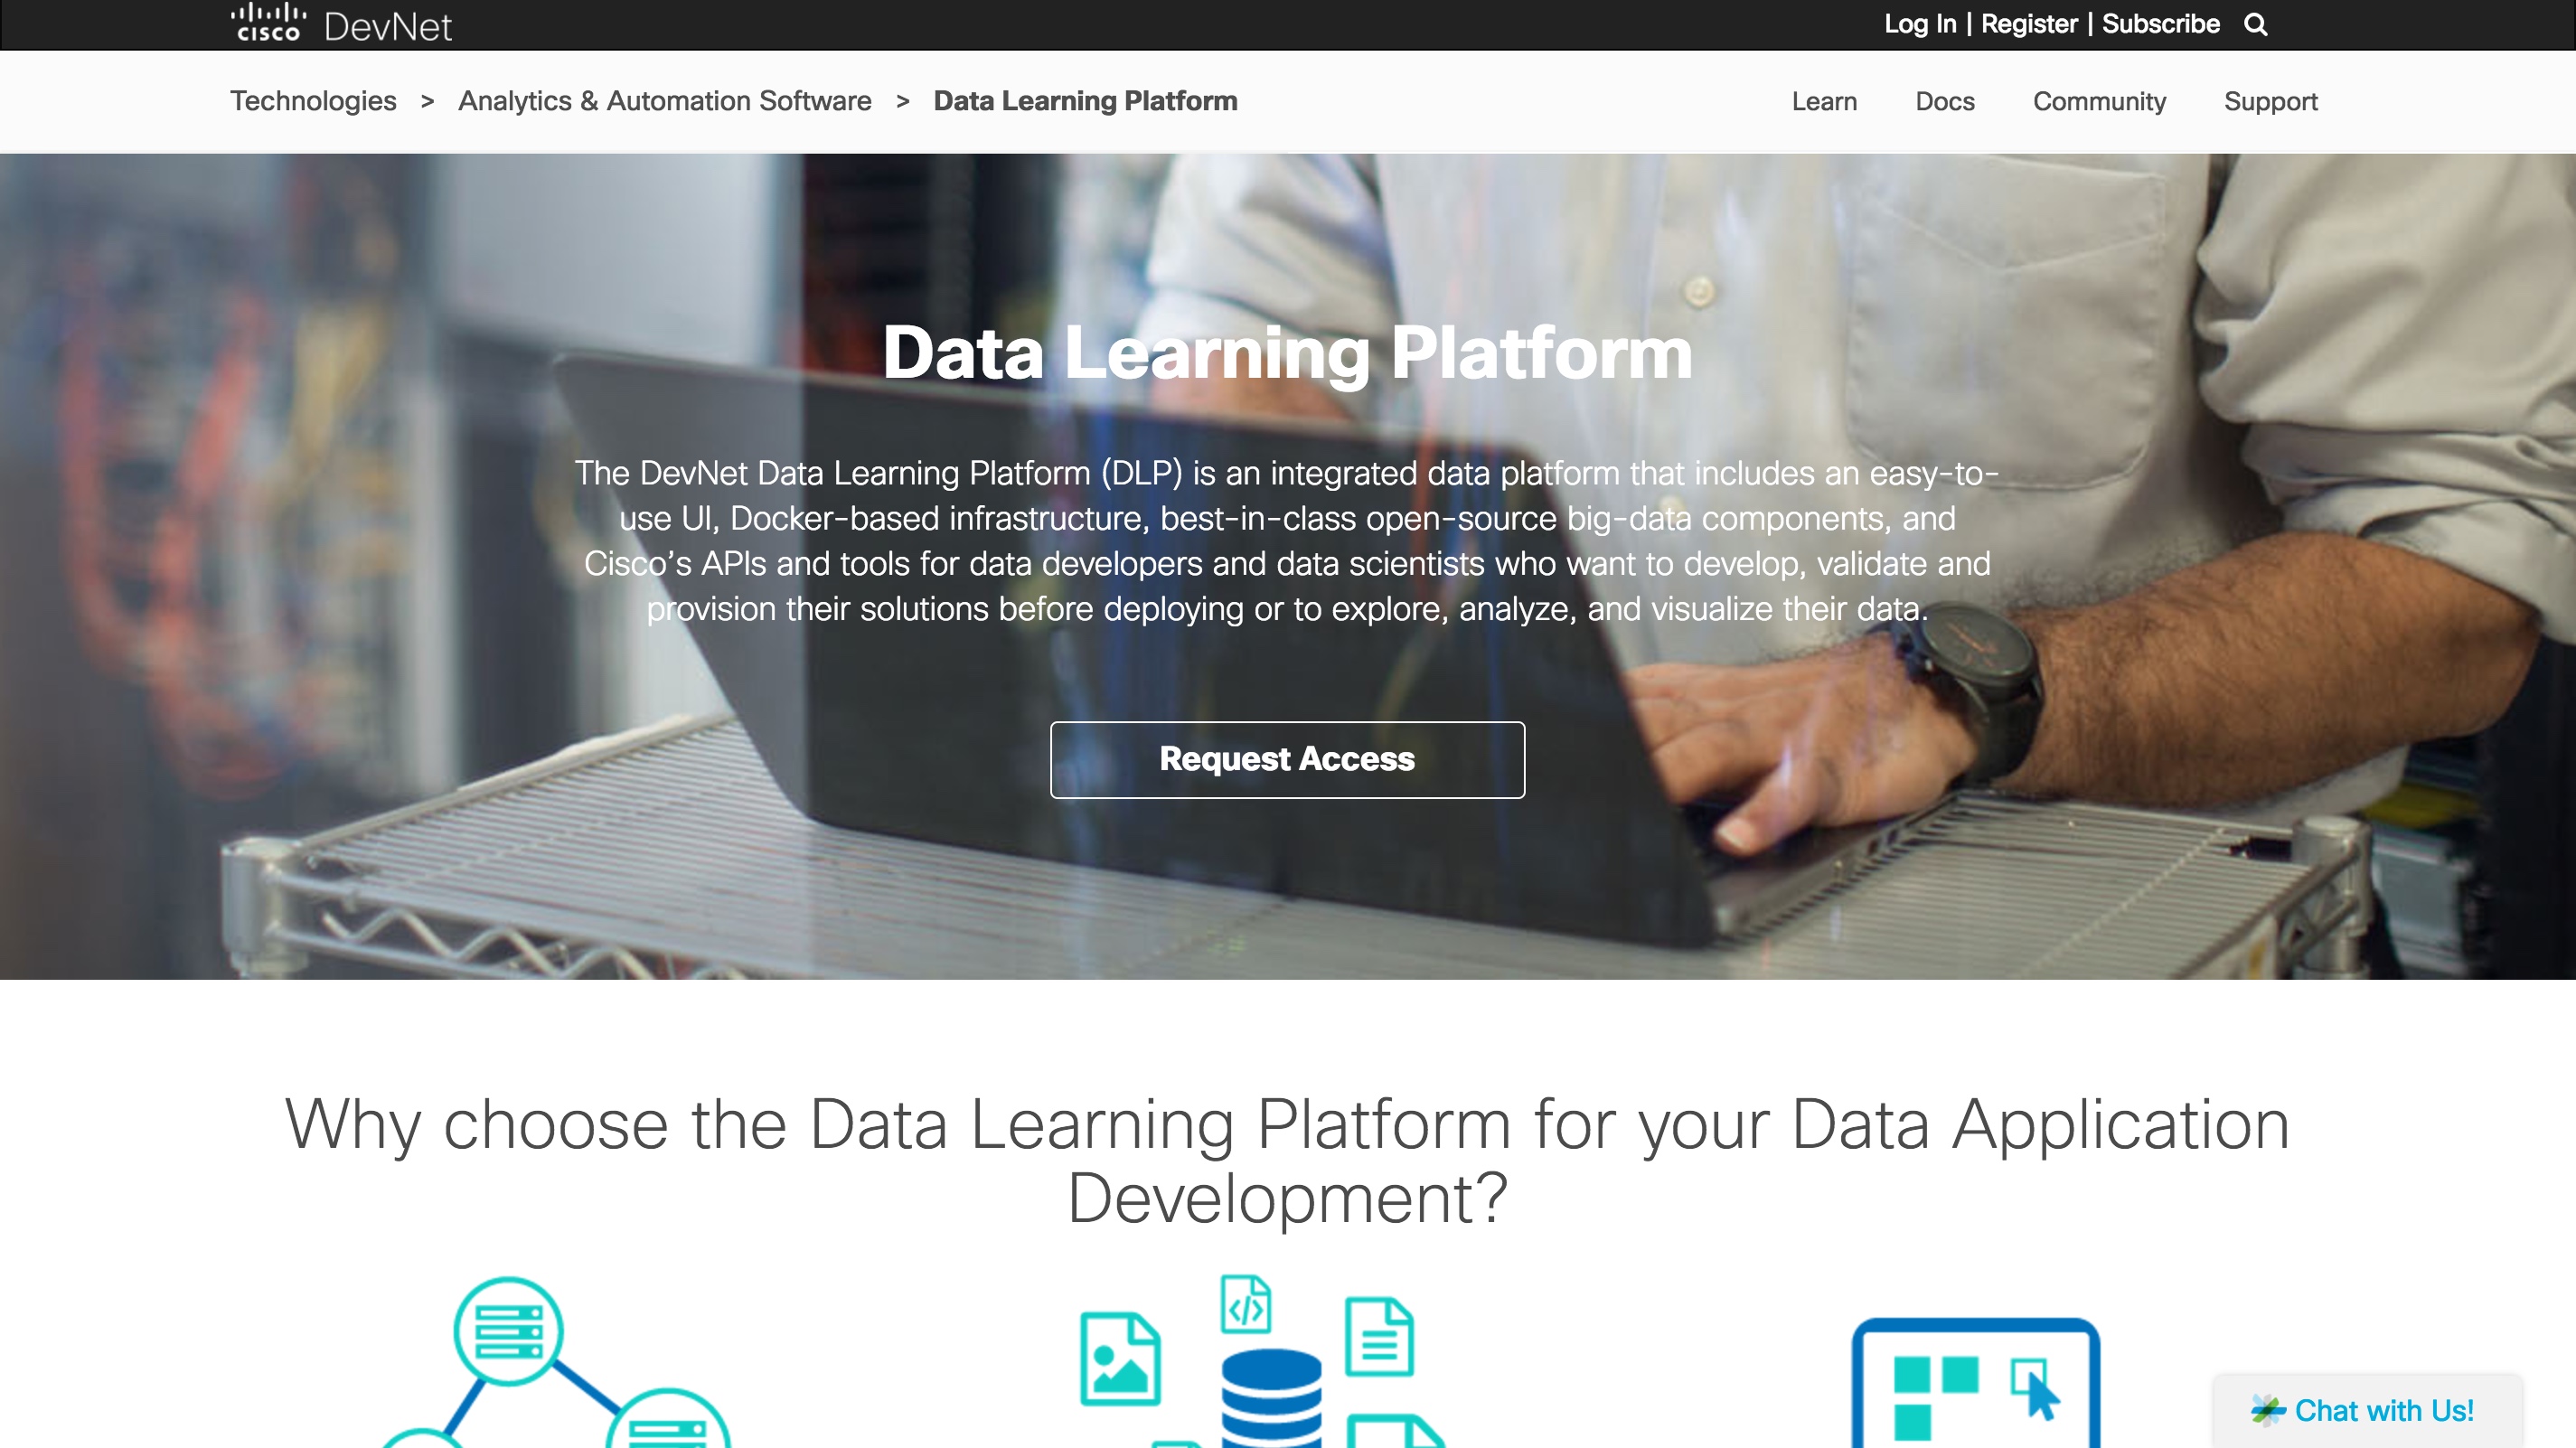 CISCO DevNet
Log In | Register | Subscribe
Technologies > Analytics & Automation Software > Data Learning Platform
Learn Docs Community Support
Data Learning Platform
The DevNet Data Learning Platform (DLP) is an integrated data platform that includes an easy-to-
use UI, Docker-based infrastructure, best-in-class open-source big-data components, and
Cisco's APIs and tools for data developers and data scientists who want to develop, validate and
provision their solutions before deploying or to explore, analyze, and visualize their data.
Request Access
Why choose the Data Learning Platform for your Data Application
Development?
</>
Chat with Us!